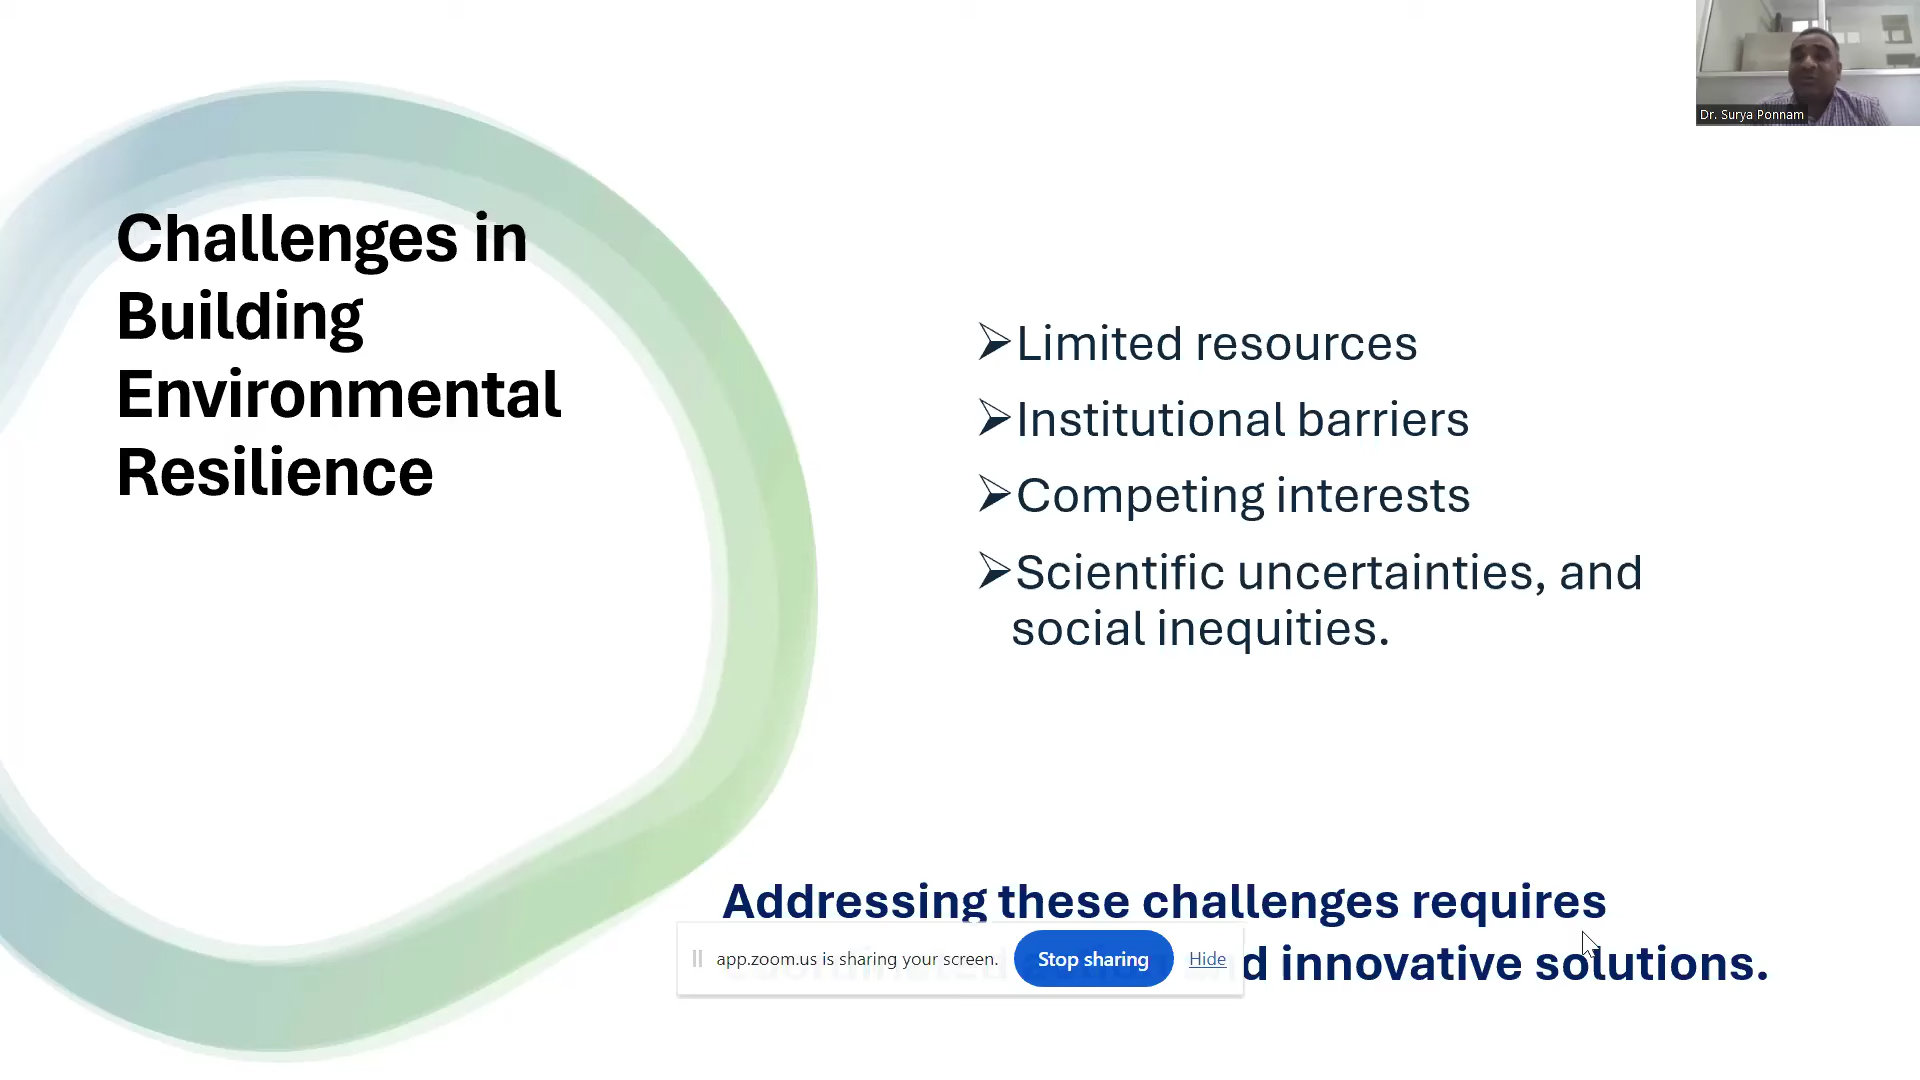 Dr. Surya Ponnam
Challenges in
Building
Environmental
Resilience
➢Limited resources
➢Institutional barriers
➢Competing interests
➢Scientific uncertainties, and
social inequities.
Addressing these challenges requires
d innovative solutions.
app.zoom.us is sharing your screen. Stop sharing Hide